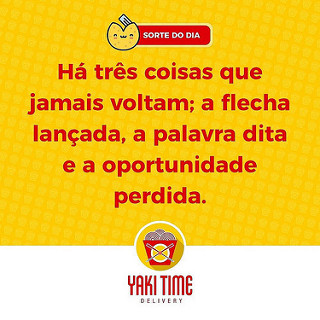 SORTE DO DIA
Há três coisas que
jamais voltam; a flecha
lançada, a palavra dita
e a oportunidade
perdida.
YAKI TIME
DELIVERY